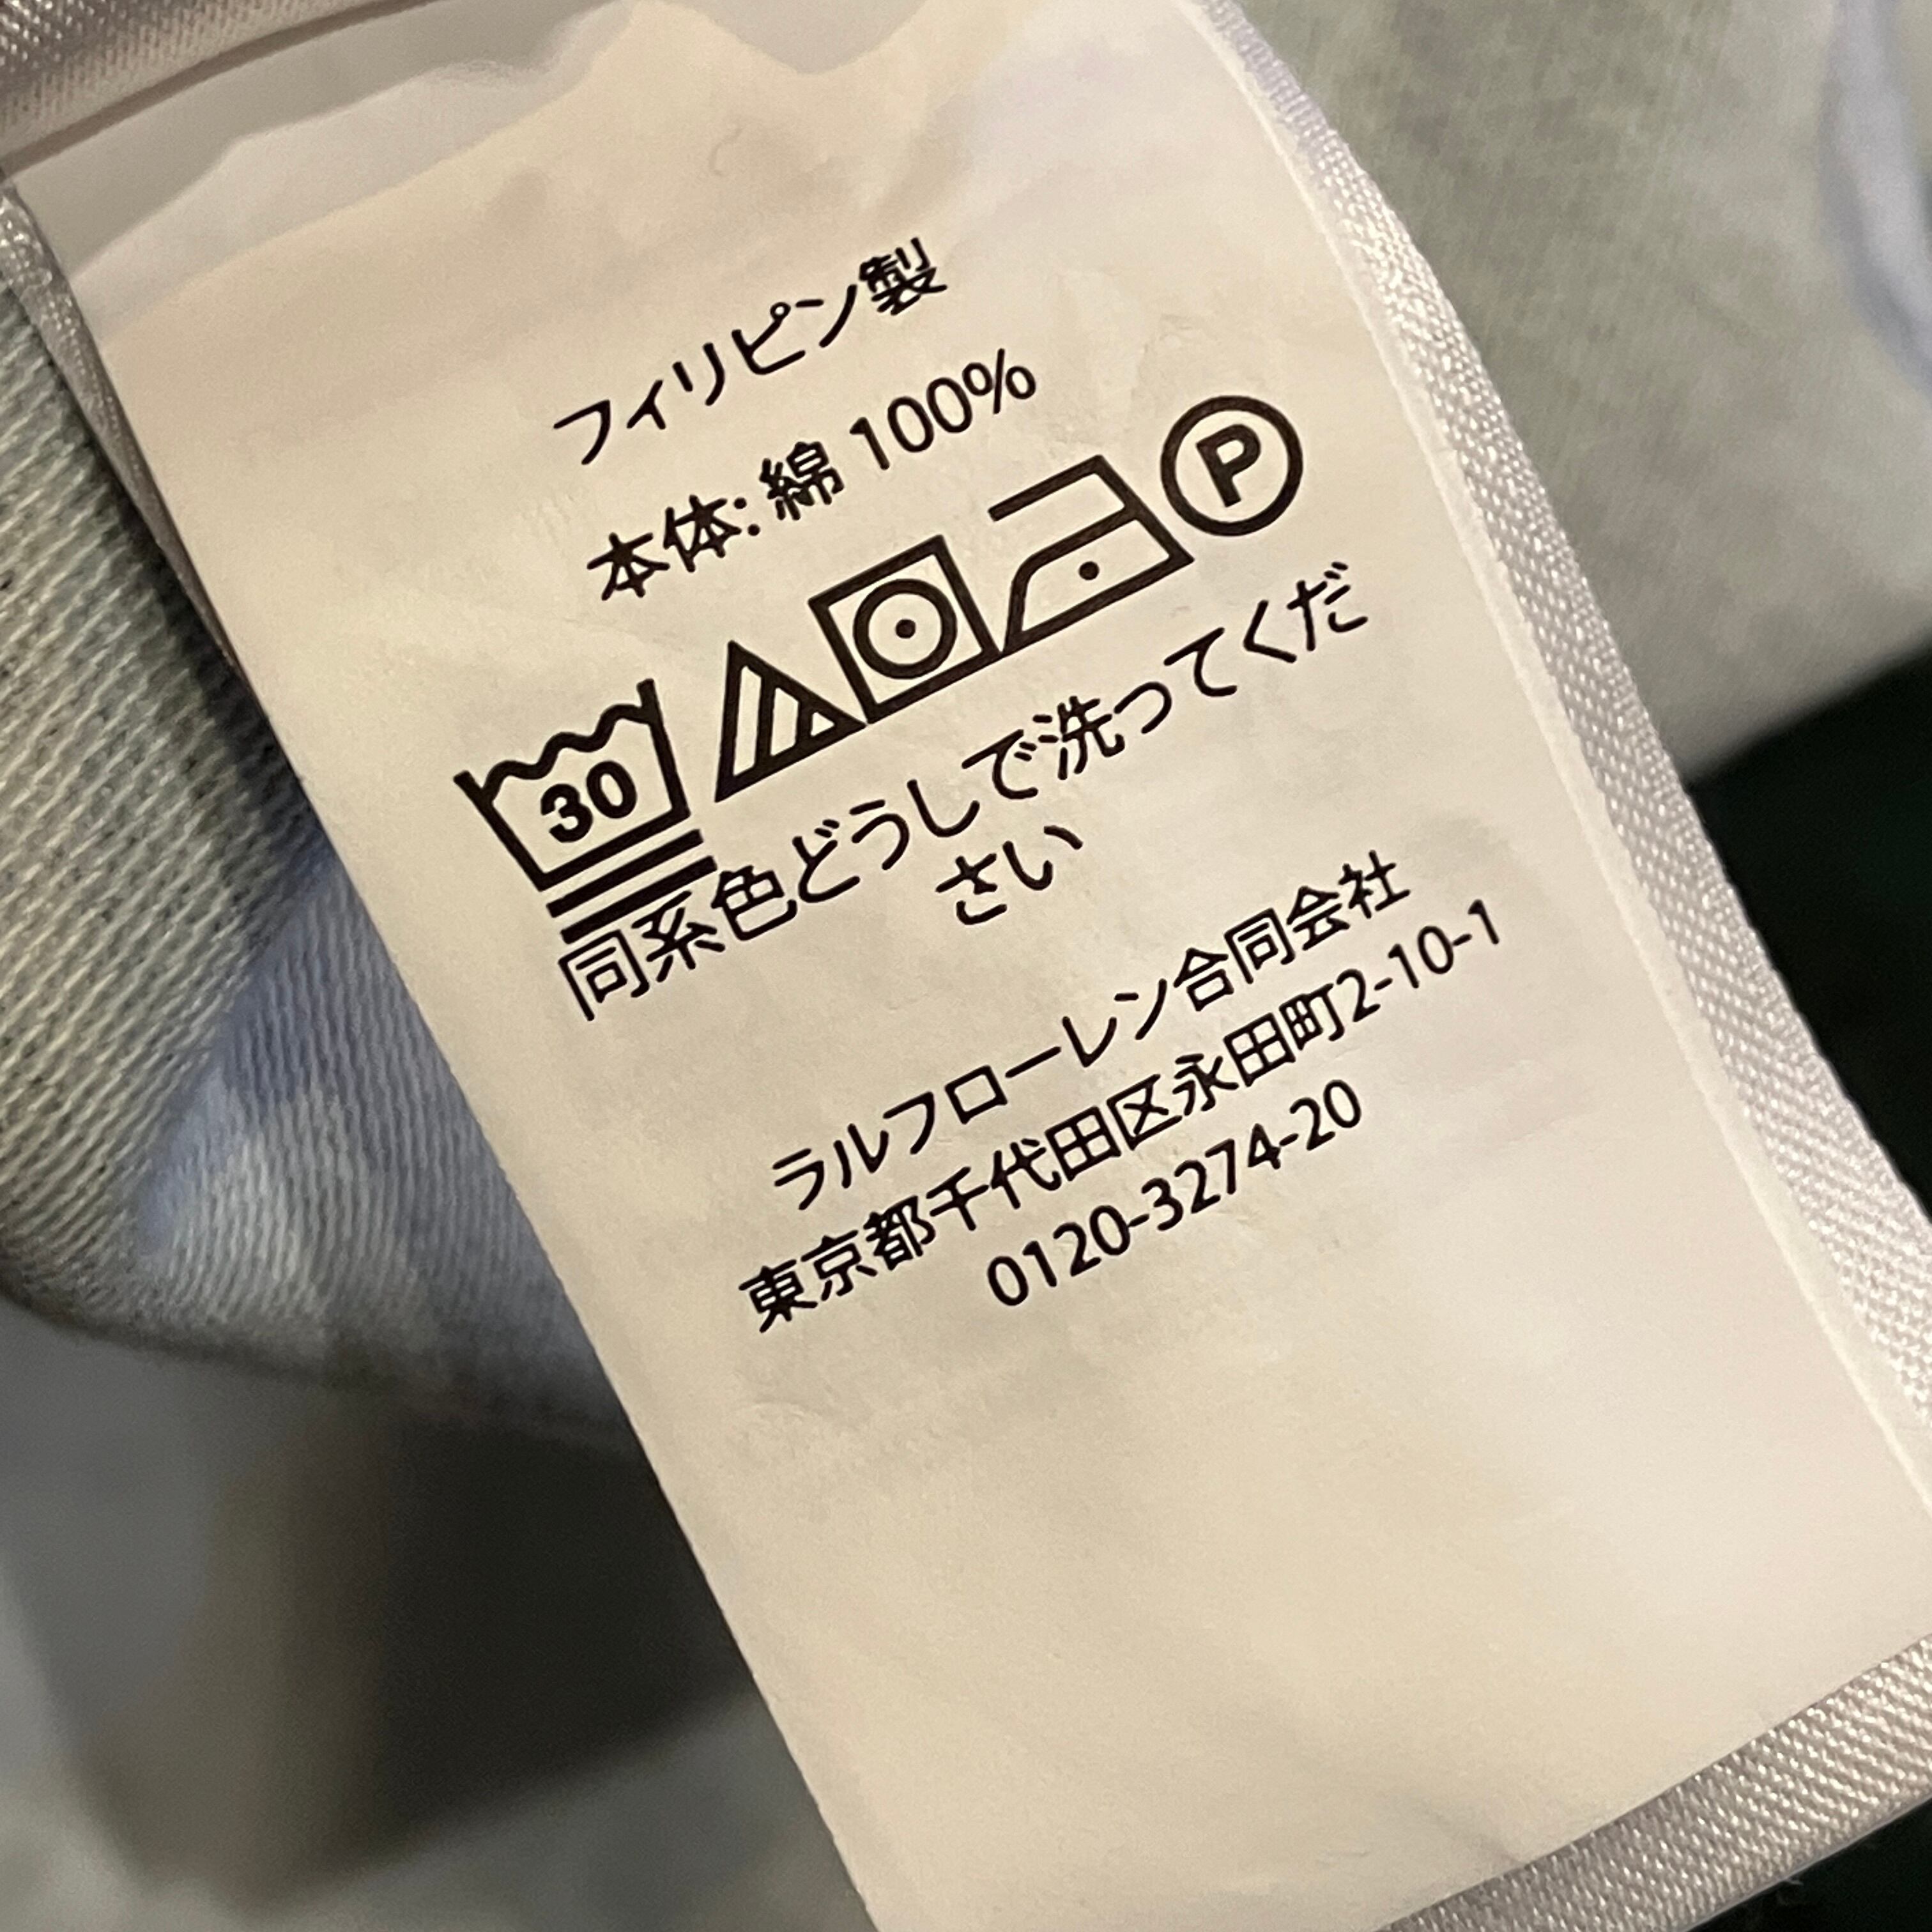 フィリピン製
本体: 綿 100%
30 P
同系色どうしで洗ってくだ
さい
ラルフローレン合同会社
東京都千代田区永田町2-10-1
0120-3274-20